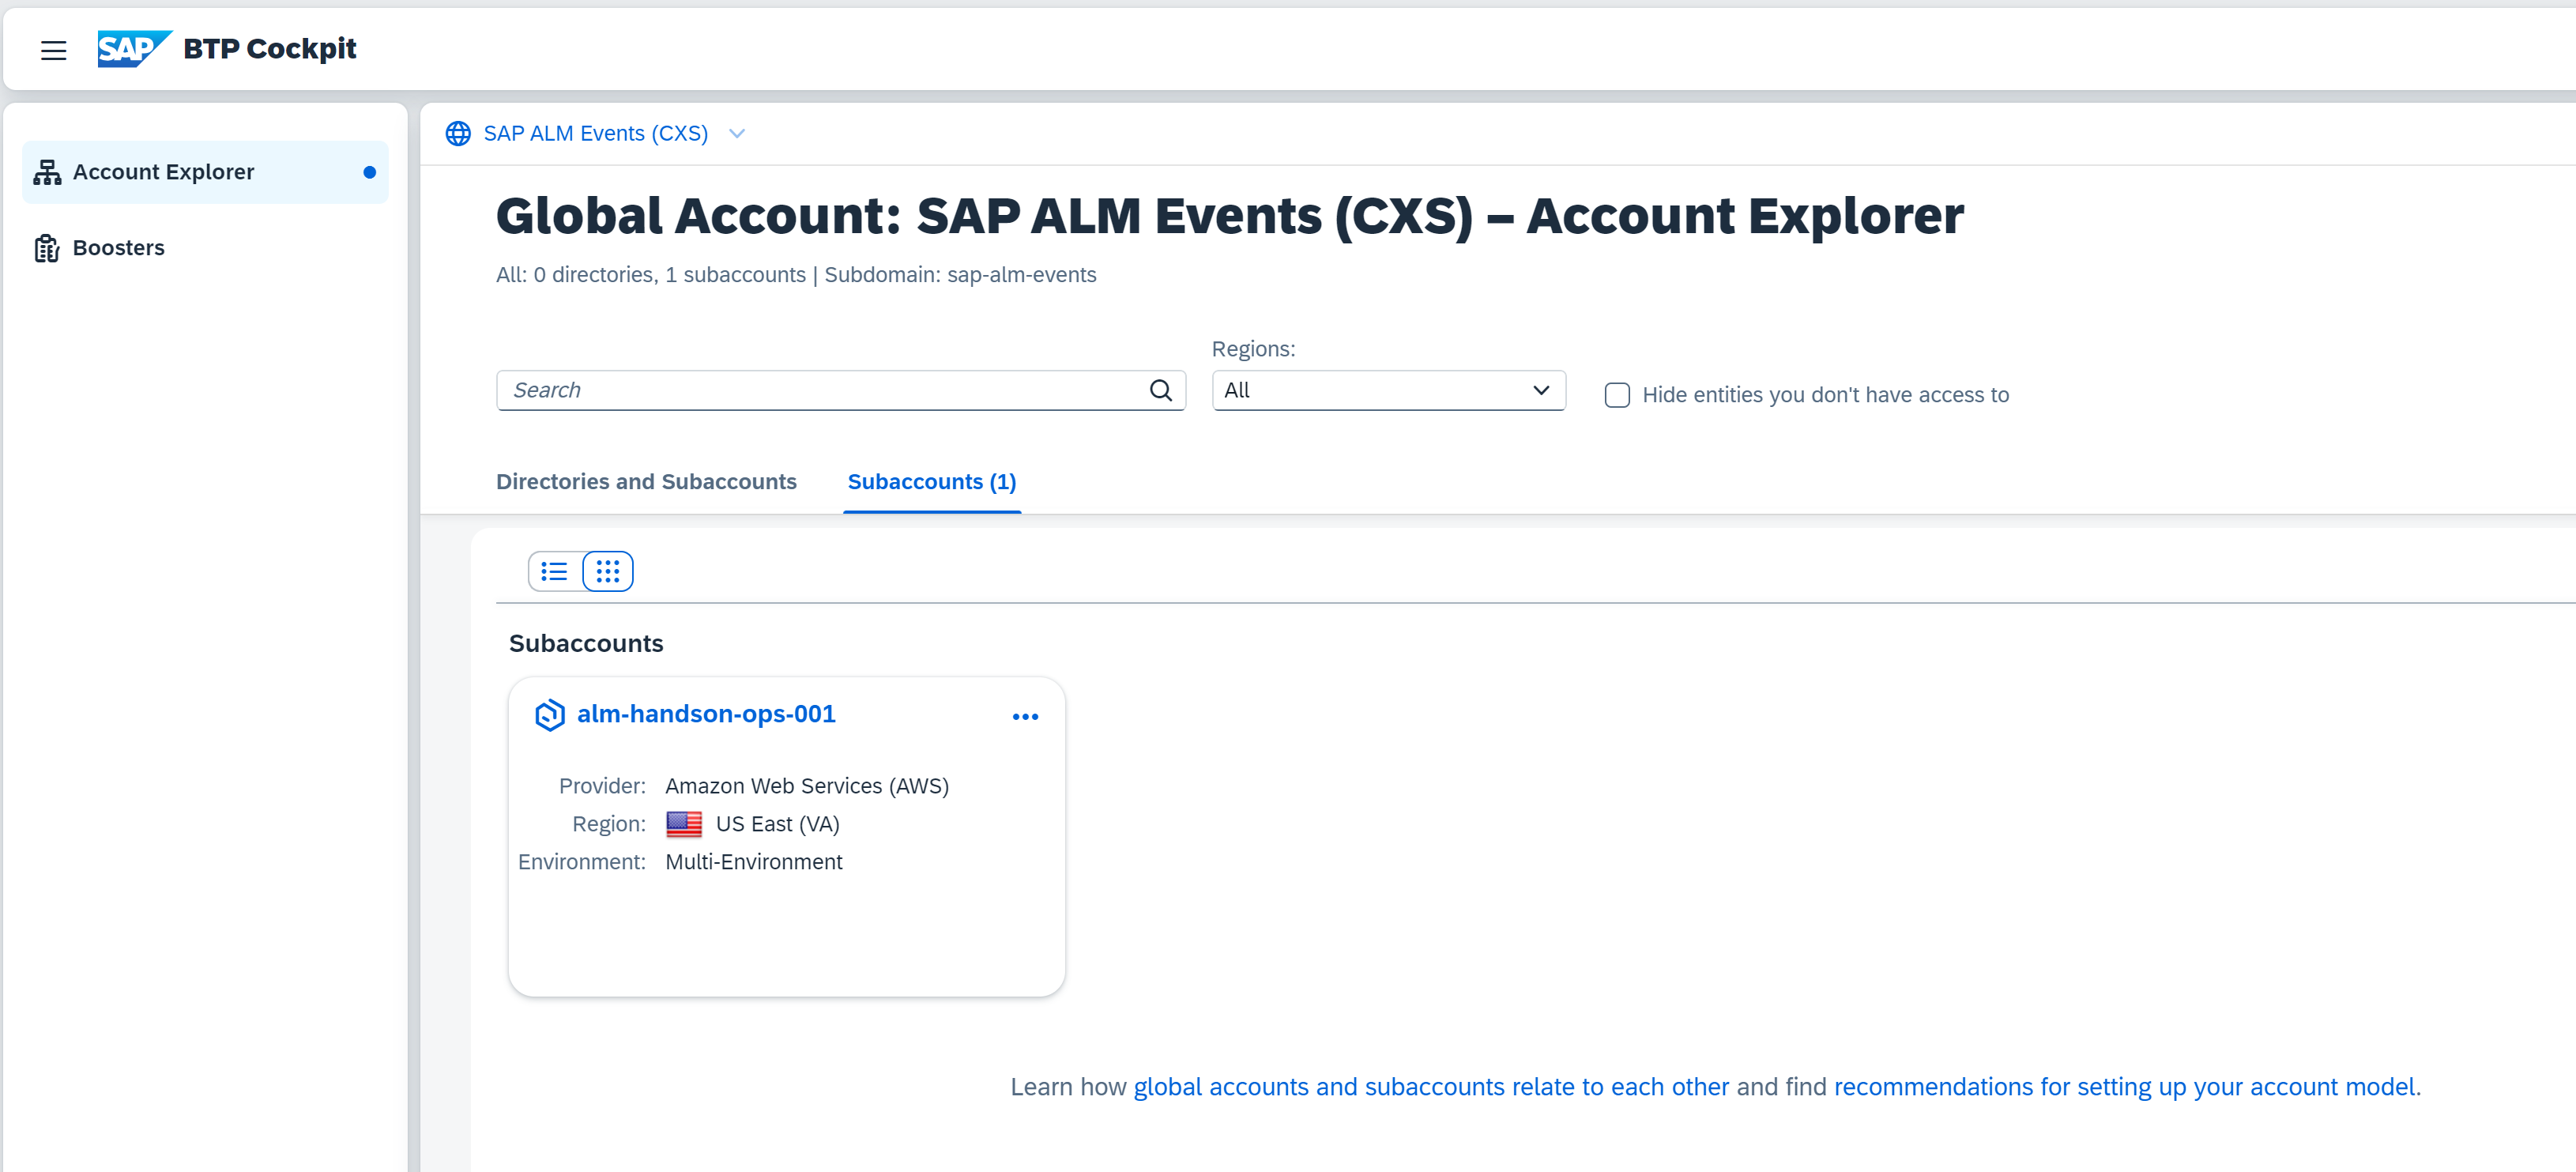 SAP BTP Cockpit
Account Explorer
Boosters
SAP ALM Events (CXS)
Global Account: SAP ALM Events (CXS) – Account Explorer
All: 0 directories, 1 subaccounts | Subdomain: sap-alm-events
Regions:
Search
All
Hide entities you don't have access to
Directories and Subaccounts
Subaccounts (1)
Subaccounts
alm-handson-ops-001
Provider: Amazon Web Services (AWS)
Region: US East (VA)
Environment: Multi-Environment
Learn how global accounts and subaccounts relate to each other and find recommendations for setting up your account model.